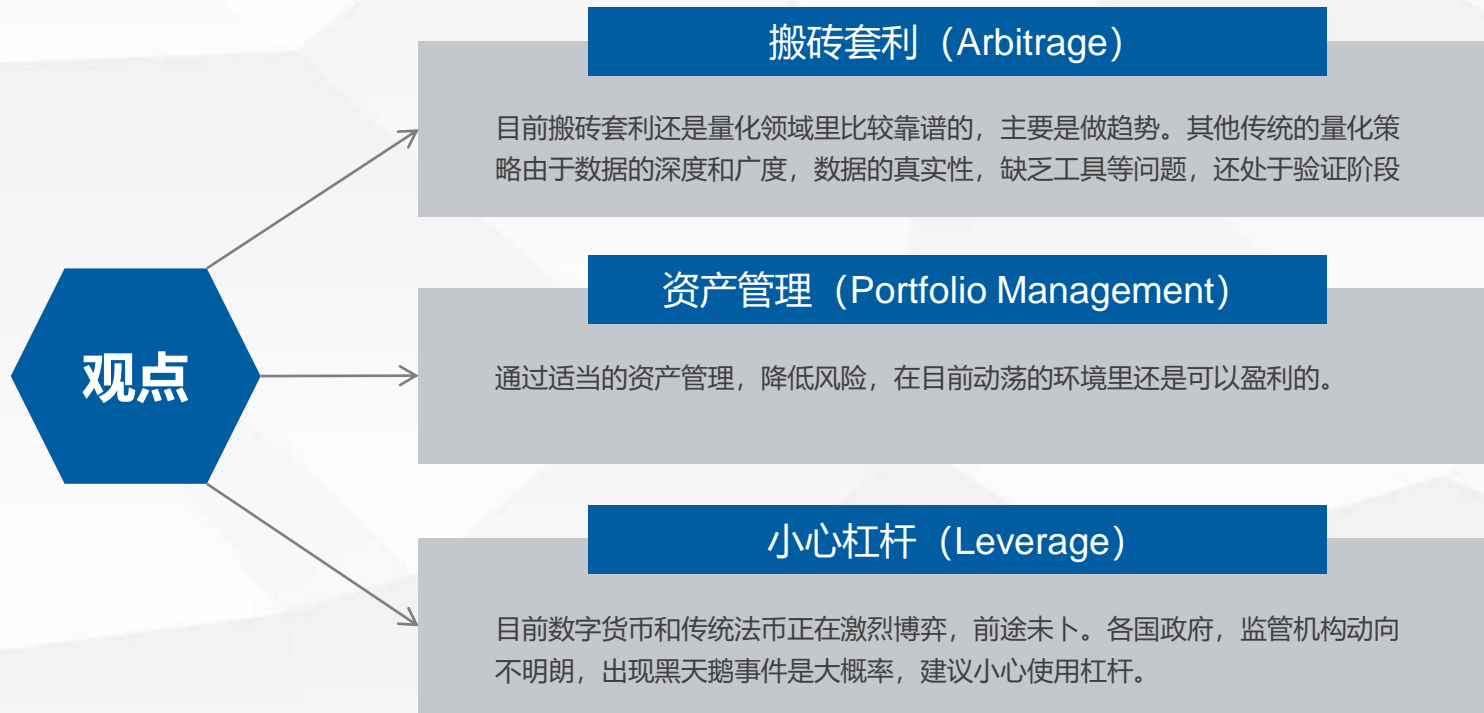 观点
搬砖套利（Arbitrage）
目前搬砖套利还是量化领域里比较靠谱的，主要是做趋势。其他传统的量化策
略由于数据的深度和广度，数据的真实性，缺乏工具等问题，还处于验证阶段
资产管理（Portfolio Management）
通过适当的资产管理，降低风险，在目前动荡的环境里还是可以盈利的。
小心杠杆（Leverage）
目前数字货币和传统法币正在激烈博弈，前途未卜。各国政府，监管机构动向
不明朗，出现黑天鹅事件是大概率，建议小心使用杠杆。